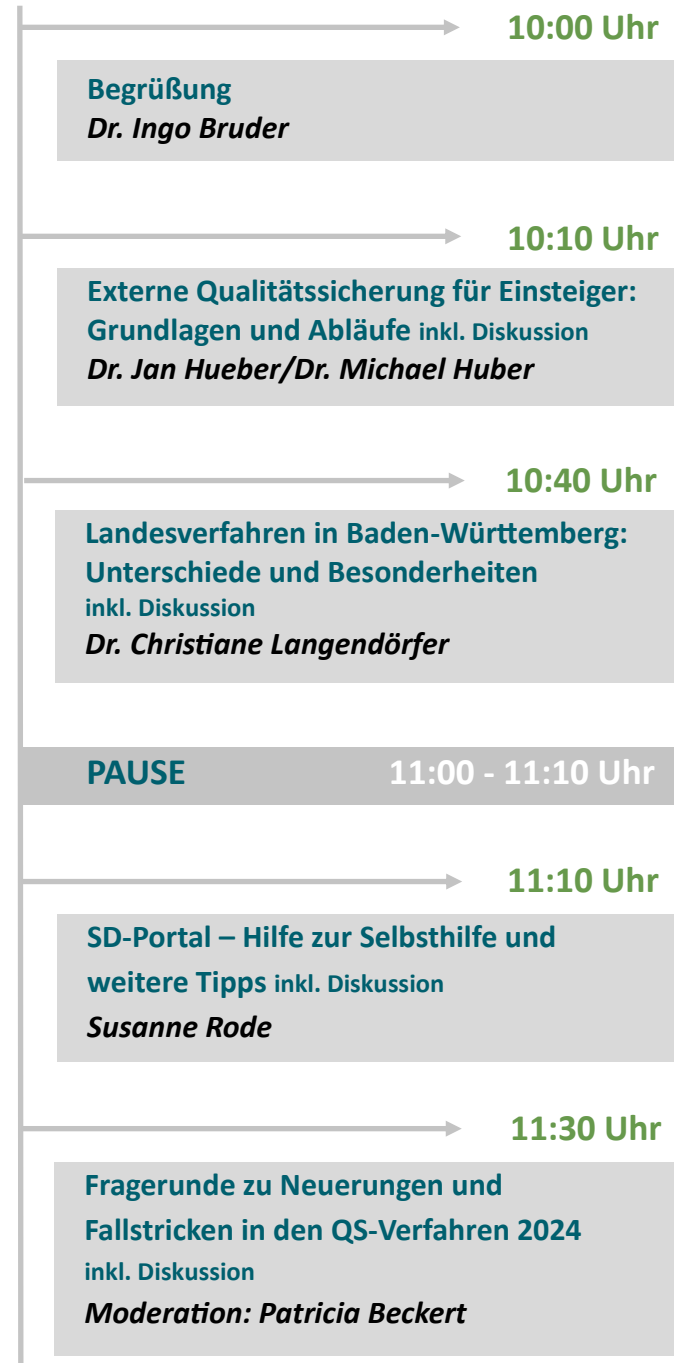 10:00 Uhr
Begrüßung
Dr. Ingo Bruder
10:10 Uhr
Externe Qualitätssicherung für Einsteiger:
Grundlagen und Abläufe inkl. Diskussion
Dr. Jan Hueber/Dr. Michael Huber
10:40 Uhr
Landesverfahren in Baden-Württemberg:
Unterschiede und Besonderheiten
inkl. Diskussion
Dr. Christiane Langendörfer
PAUSE 11:00 - 11:10 Uhr
11:10 Uhr
SD-Portal – Hilfe zur Selbsthilfe und
weitere Tipps inkl. Diskussion
Susanne Rode
11:30 Uhr
Fragerunde zu Neuerungen und
Fallstricken in den QS-Verfahren 2024
inkl. Diskussion
Moderation: Patricia Beckert